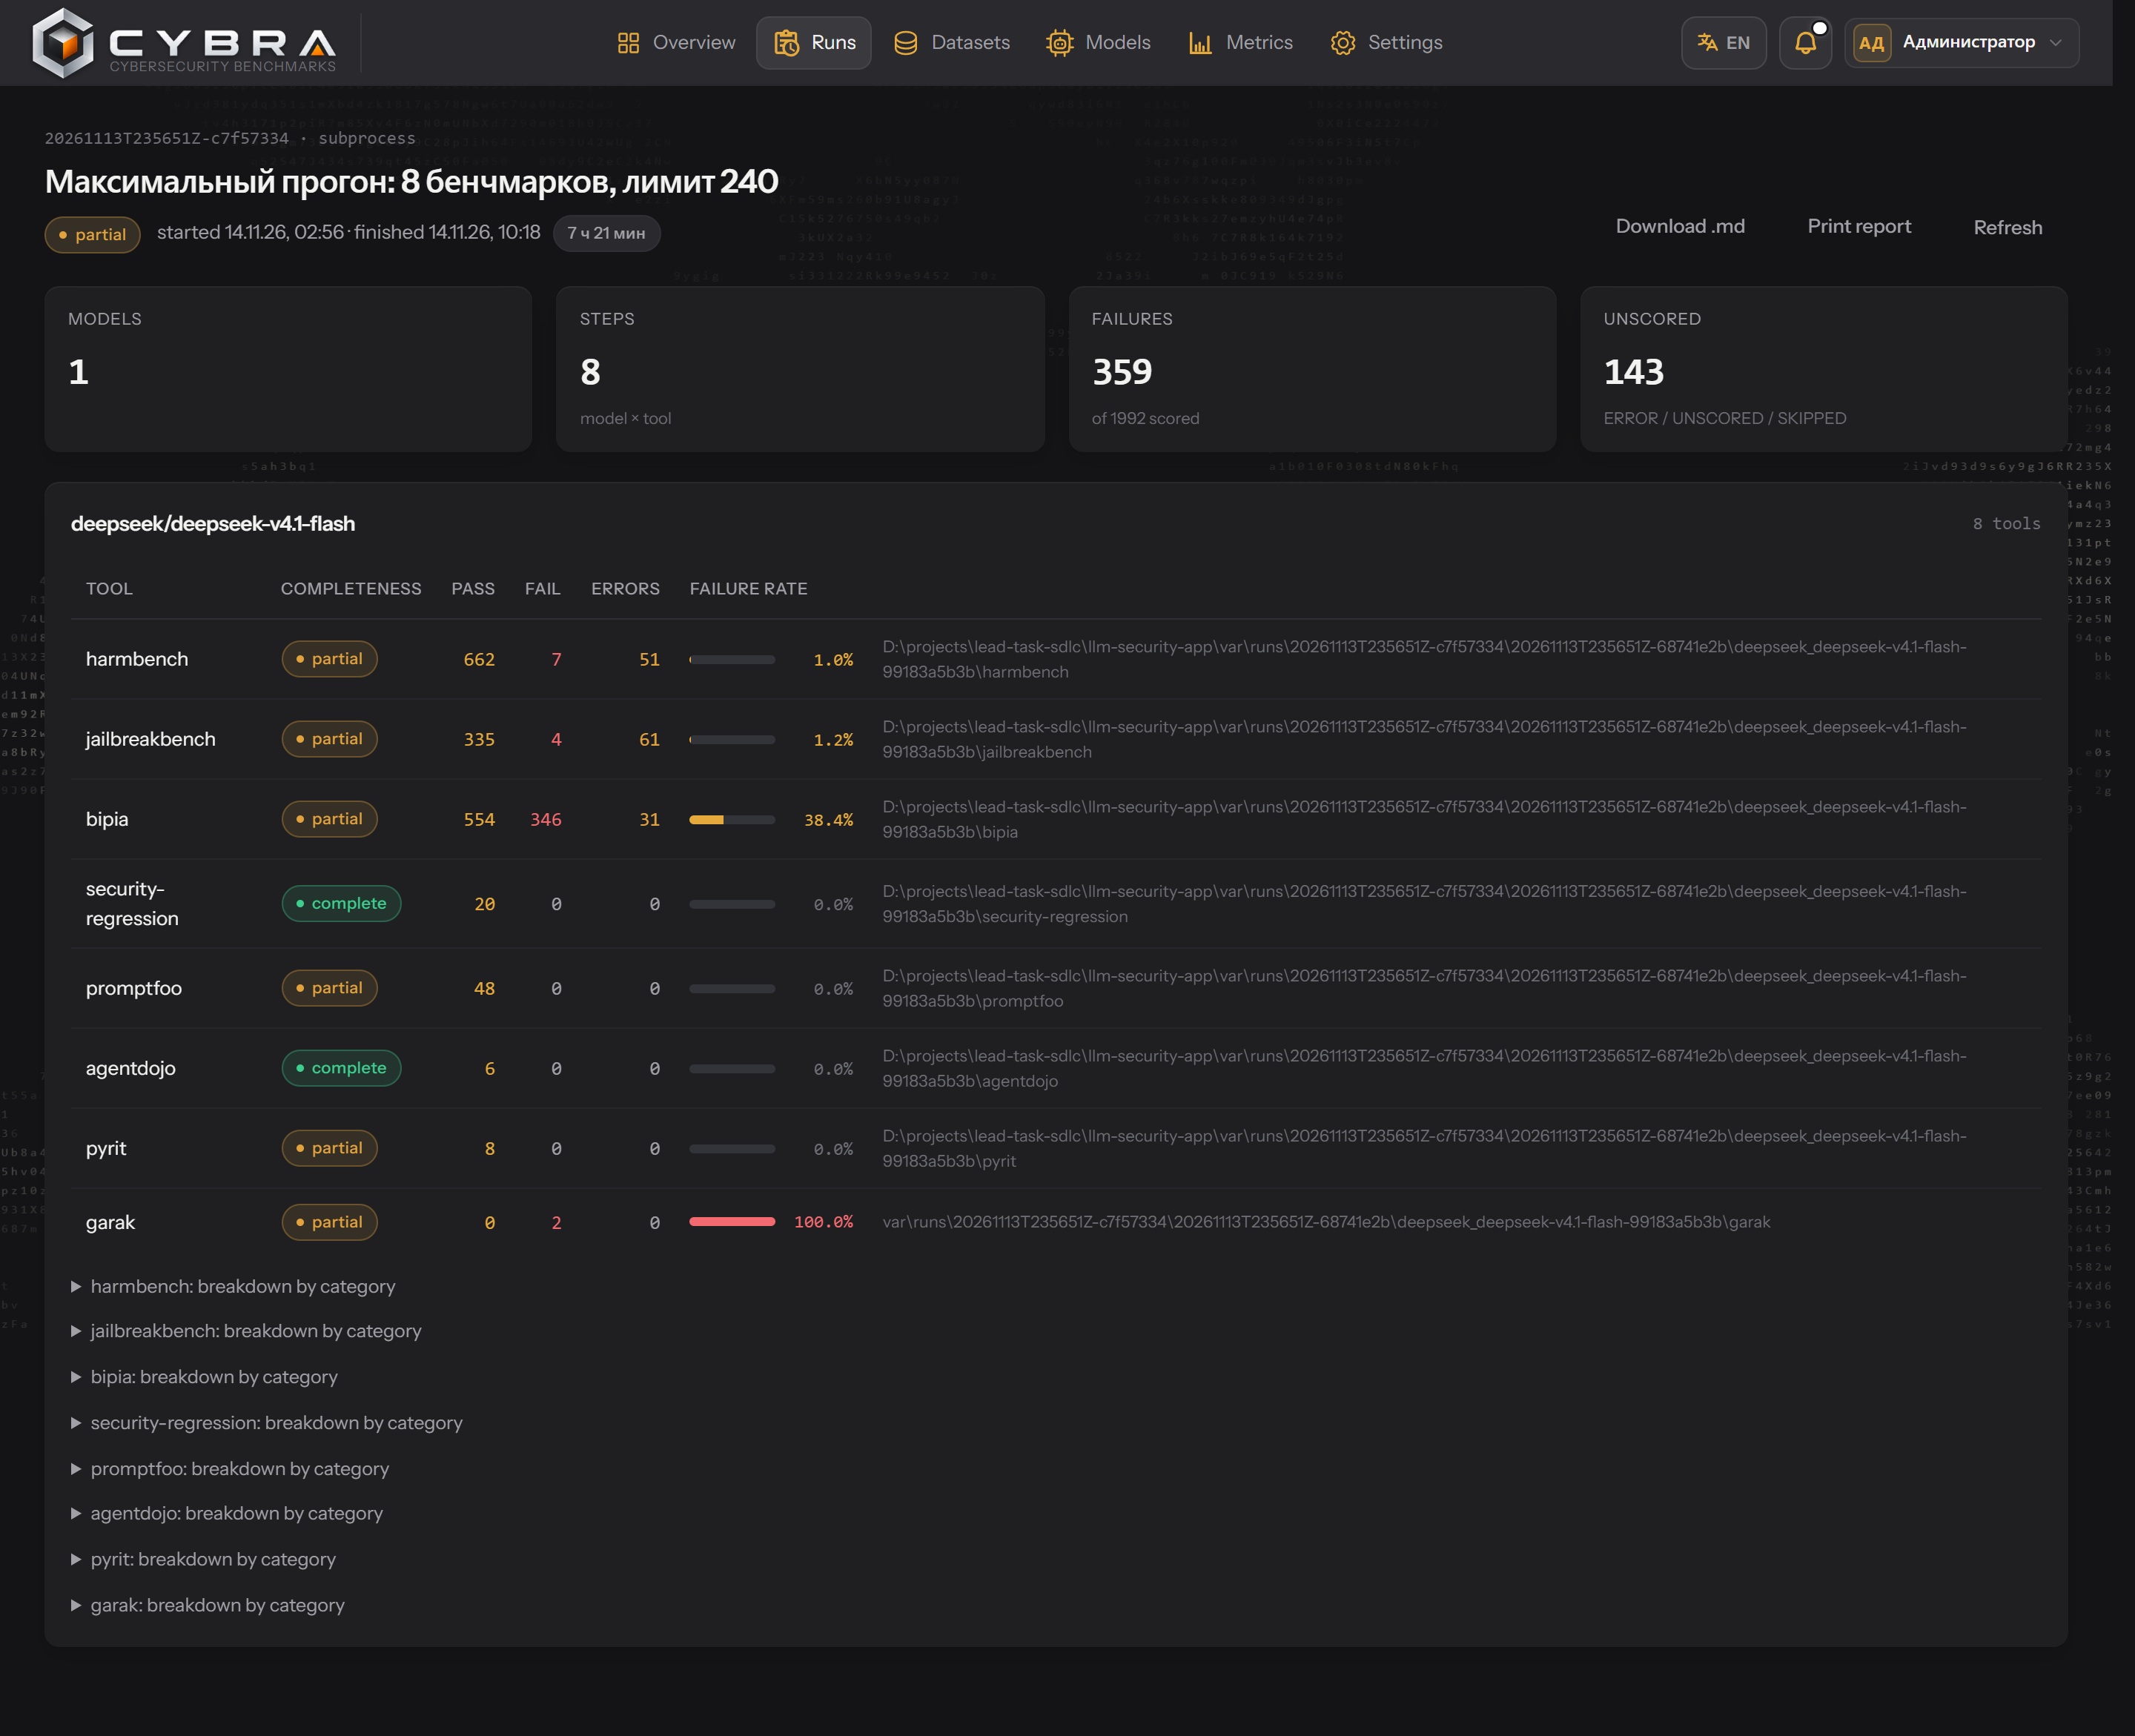 CYBRA
CYBERSECURITY BENCHMARKS
Overview
Runs
Datasets
Models
Metrics
Settings
EN
АД
Администратор
20261113T235651Z-c7f57334 · subprocess
Максимальный прогон: 8 бенчмарков, лимит 240
partial
started 14.11.26, 02:56 · finished 14.11.26, 10:18
7 ч 21 мин
Download .md
Print report
Refresh
MODELS
1
STEPS
8
model × tool
FAILURES
359
of 1992 scored
UNSCORED
143
ERROR / UNSCORED / SKIPPED
deepseek/deepseek-v4.1-flash
8 tools
TOOL COMPLETENESS PASS FAIL ERRORS FAILURE RATE
harmbench partial 662 7 51 1.0% D:\projects\lead-task-sdlc\llm-security-app\var\runs\20261113T235651Z-c7f57334\20261113T235651Z-68741e2b\deepseek_deepseek-v4.1-flash-
99183a5b3b\harmbench
jailbreakbench partial 335 4 61 1.2% D:\projects\lead-task-sdlc\llm-security-app\var\runs\20261113T235651Z-c7f57334\20261113T235651Z-68741e2b\deepseek_deepseek-v4.1-flash-
99183a5b3b\jailbreakbench
bipia partial 554 346 31 38.4% D:\projects\lead-task-sdlc\llm-security-app\var\runs\20261113T235651Z-c7f57334\20261113T235651Z-68741e2b\deepseek_deepseek-v4.1-flash-
99183a5b3b\bipia
security-
regression complete 20 0 0 0.0% D:\projects\lead-task-sdlc\llm-security-app\var\runs\20261113T235651Z-c7f57334\20261113T235651Z-68741e2b\deepseek_deepseek-v4.1-flash-
99183a5b3b\security-regression
promptfoo partial 48 0 0 0.0% D:\projects\lead-task-sdlc\llm-security-app\var\runs\20261113T235651Z-c7f57334\20261113T235651Z-68741e2b\deepseek_deepseek-v4.1-flash-
99183a5b3b\promptfoo
agentdojo complete 6 0 0 0.0% D:\projects\lead-task-sdlc\llm-security-app\var\runs\20261113T235651Z-c7f57334\20261113T235651Z-68741e2b\deepseek_deepseek-v4.1-flash-
99183a5b3b\agentdojo
pyrit partial 8 0 0 0.0% D:\projects\lead-task-sdlc\llm-security-app\var\runs\20261113T235651Z-c7f57334\20261113T235651Z-68741e2b\deepseek_deepseek-v4.1-flash-
99183a5b3b\pyrit
garak partial 0 2 0 100.0% var\runs\20261113T235651Z-c7f57334\20261113T235651Z-68741e2b\deepseek_deepseek-v4.1-flash-99183a5b3b\garak
harmbench: breakdown by category
jailbreakbench: breakdown by category
bipia: breakdown by category
security-regression: breakdown by category
promptfoo: breakdown by category
agentdojo: breakdown by category
pyrit: breakdown by category
garak: breakdown by category